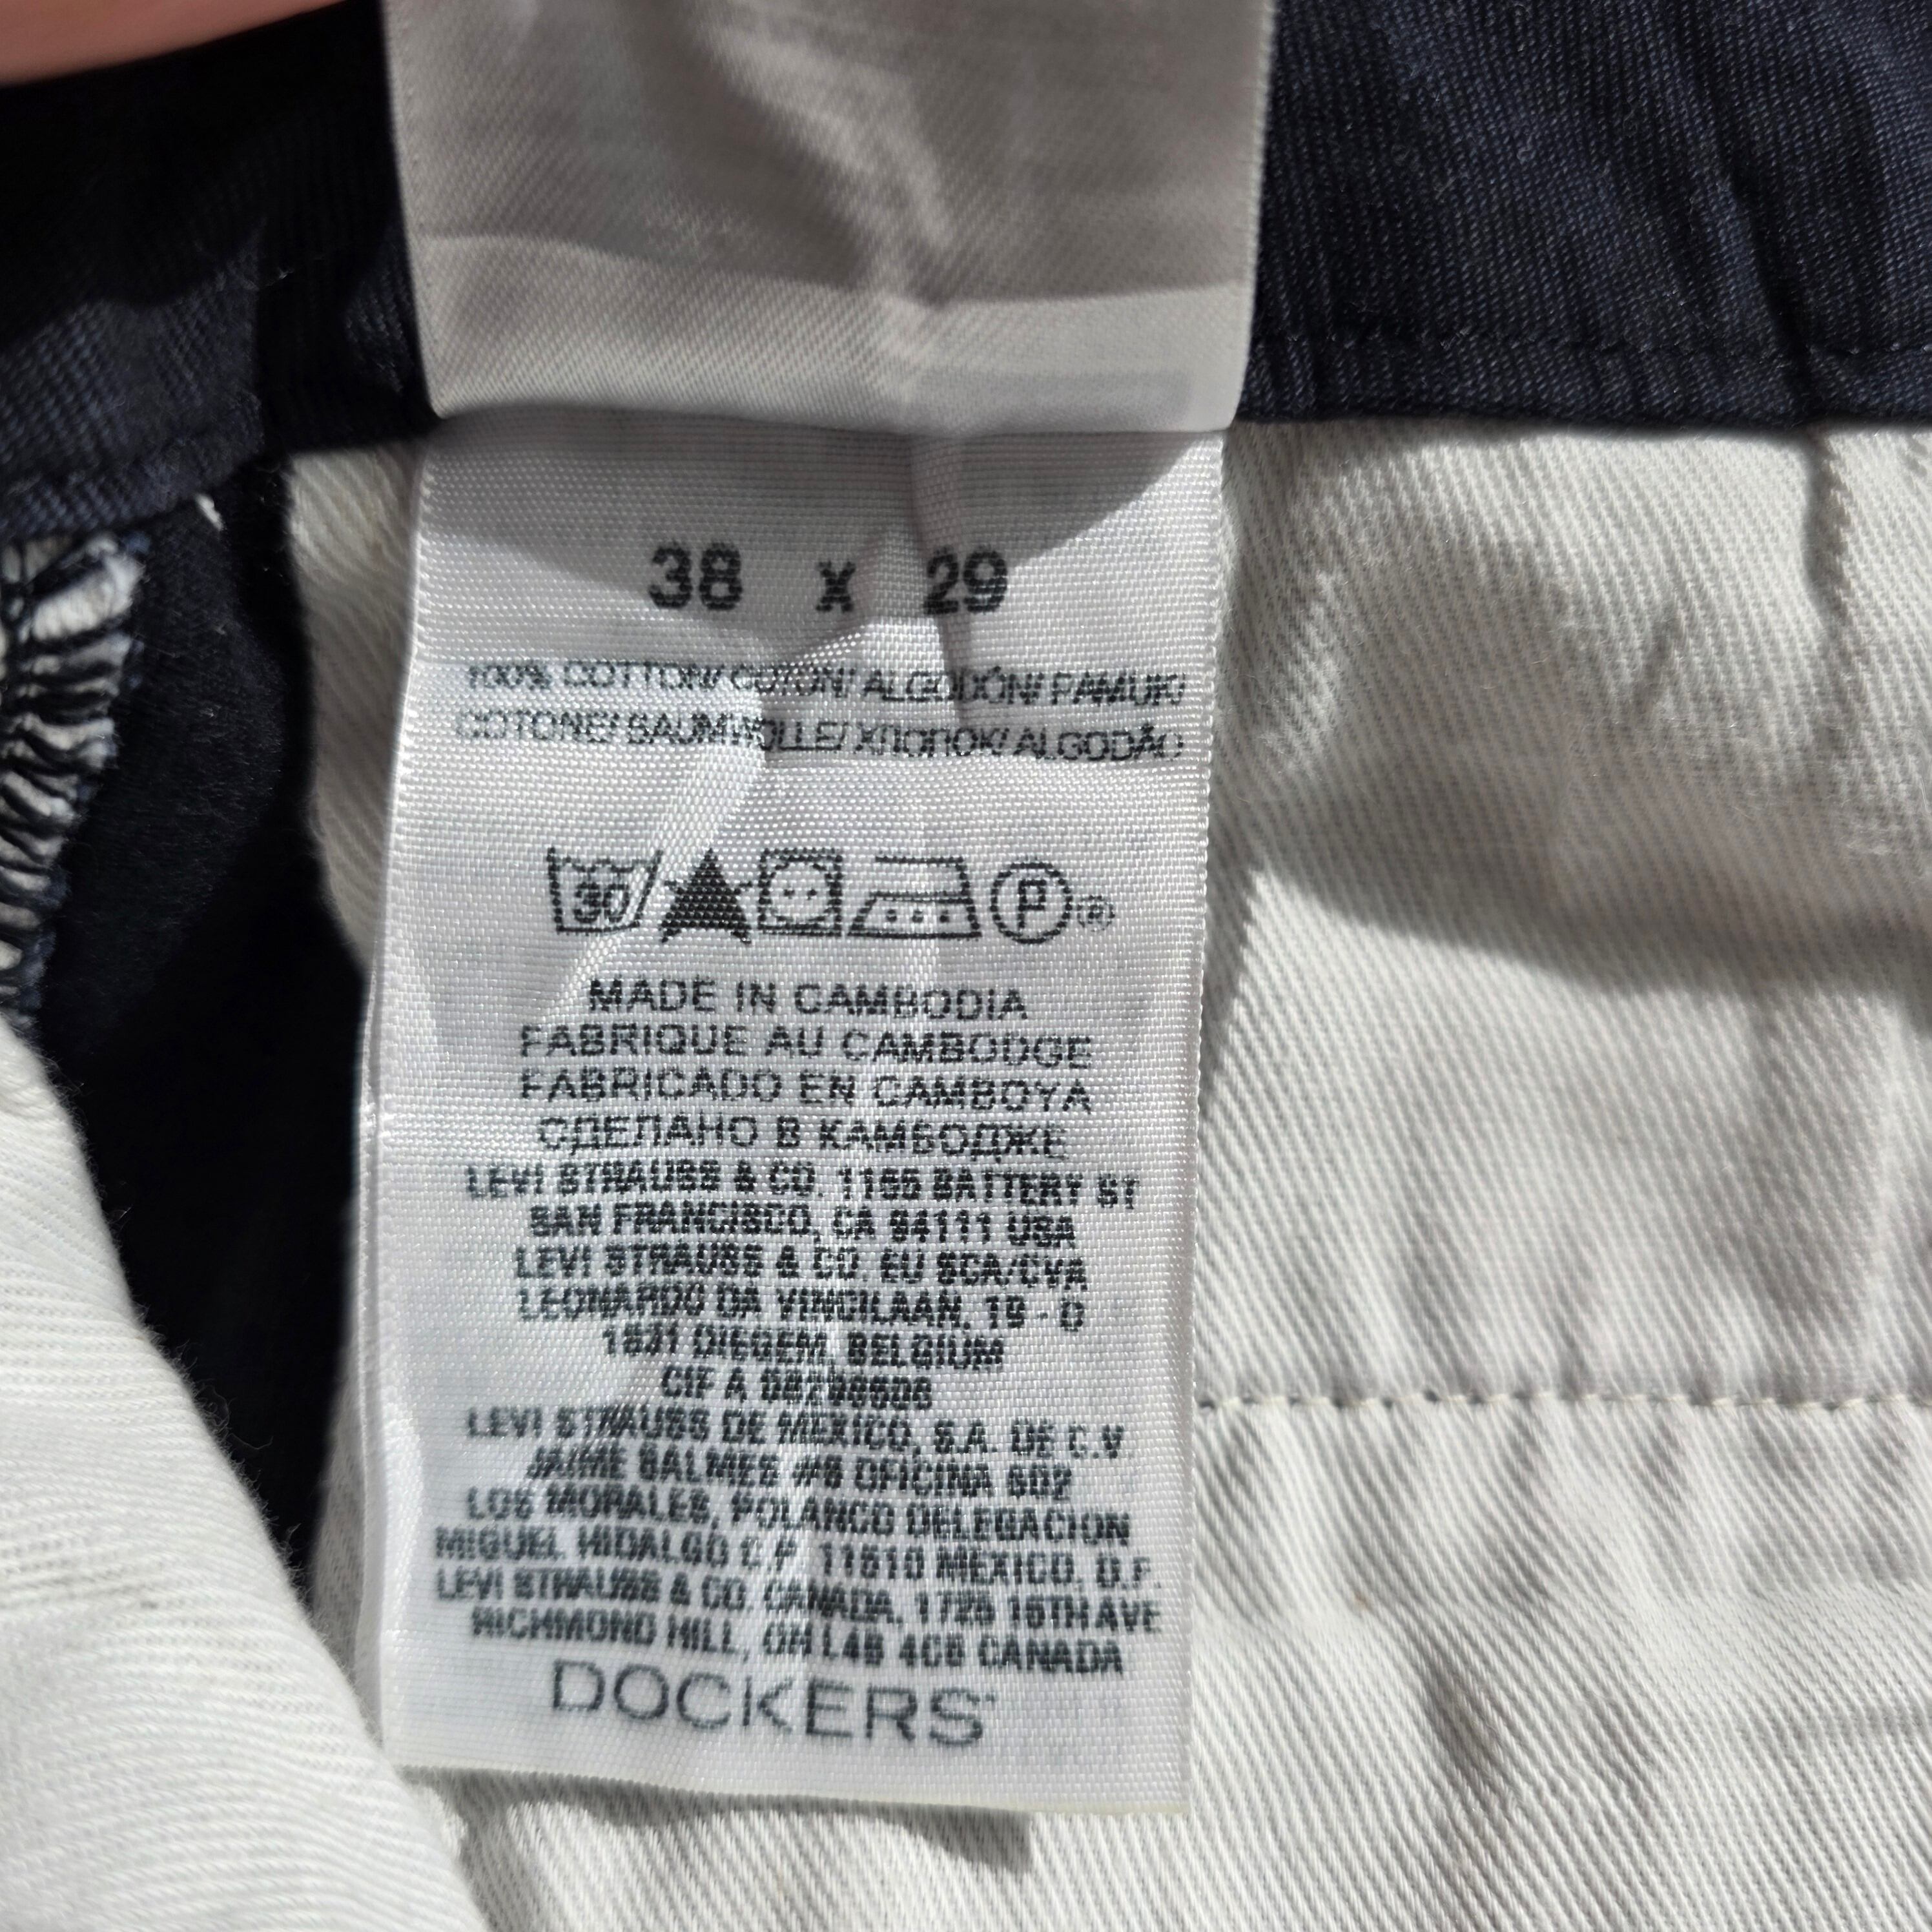 38 x 29
100% COTTON/ COTON/ ALGODÓN/ PAMUK/
COTONE/ BAUMWOLLE/ ХЛОПОК/ ALGODÃO
30 P ®
MADE IN CAMBODIA
FABRIQUE AU CAMBODGE
FABRICADO EN CAMBOYA
СДЕЛАНО В КАМБОДЖЕ
LEVI STRAUSS & CO. 1155 BATTERY ST
SAN FRANCISCO, CA 94111 USA
LEVI STRAUSS & CO. EU SCA/CVA
LEONARDO DA VINCILAAN, 19 - D
1831 DIEGEM, BELGIUM
CIF A
LEVI STRAUSS DE MEXICO, S.A. DE C.V
JAIME BALMES #8 OFICINA 602
LOS MORALES, POLANCO DELEGACION
MIGUEL HIDALGO C.P. 11510 MEXICO, D.F.
LEVI STRAUSS & CO. CANADA, 1725 16TH AVE
RICHMOND HILL, ON L4B 4C6 CANADA
DOCKERS